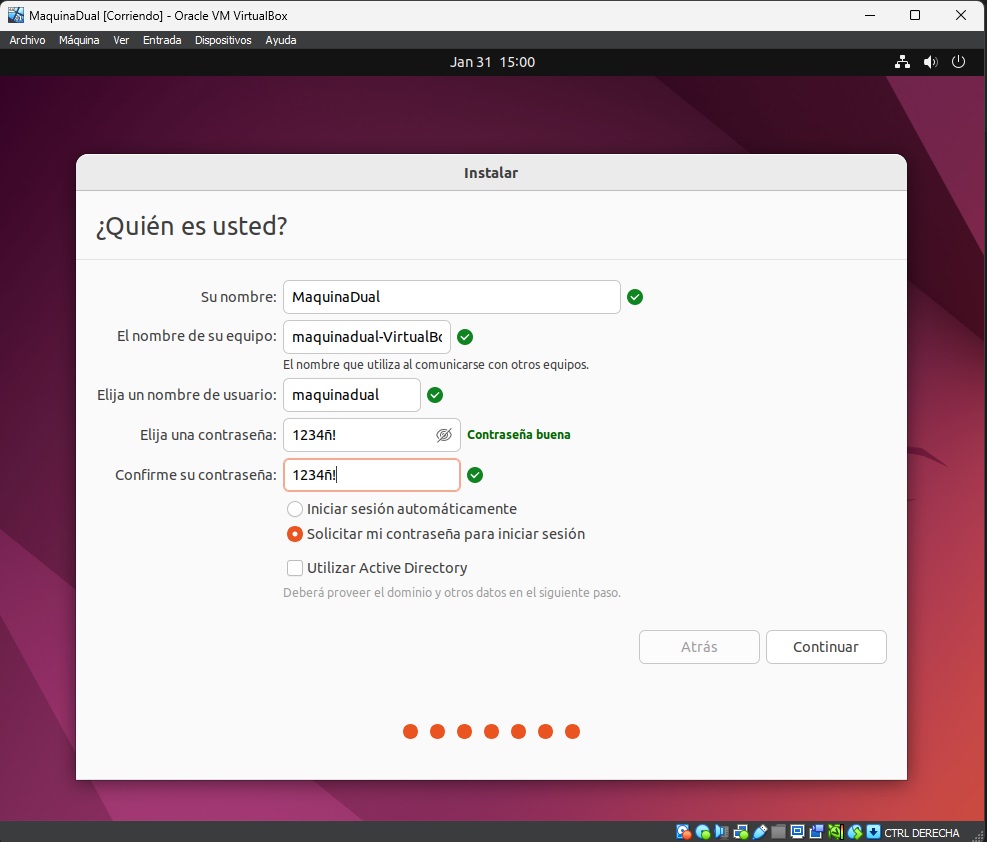 MaquinaDual [Corriendo] - Oracle VM VirtualBox
Archivo Máquina Ver Entrada Dispositivos Ayuda
Jan 31 15:00
Instalar
¿Quién es usted?
Su nombre: MaquinaDual
El nombre de su equipo: maquinadual-VirtualBo
El nombre que utiliza al comunicarse con otros equipos.
Elija un nombre de usuario: maquinadual
Elija una contraseña: 1234ñ! Contraseña buena
Confirme su contraseña: 1234ñ!
Iniciar sesión automáticamente
Solicitar mi contraseña para iniciar sesión
Utilizar Active Directory
Deberá proveer el dominio y otros datos en el siguiente paso.
Atrás Continuar
CTRL DERECHA